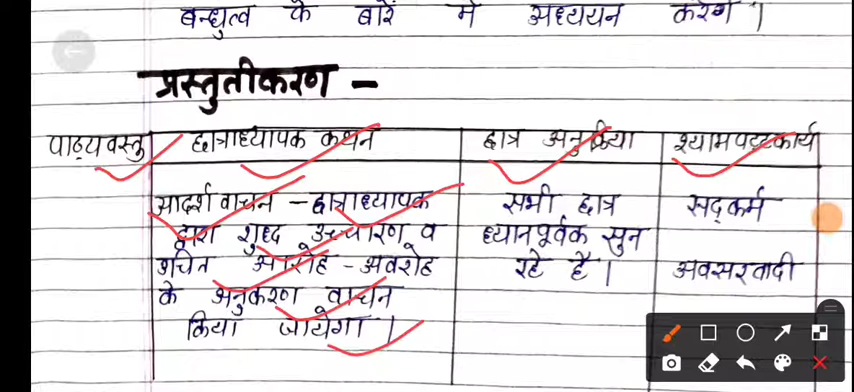 बन्धुत्व के बारें में अध्ययन करेंगे |
प्रस्तुतीकरण –
पाठ्यवस्तु छात्राध्यापक कथन छात्र अनुक्रिया श्यामपट्टकार्य
आदर्श वाचन – छात्राध्यापक सभी छात्र सद्कर्म
द्वारा शुध्द उच्चारण व ध्यानपूर्वक सुन
उचित आरोह - अवरोह रहे है | अवसरवादी
के अनुकरण वाचन
किया जायेगा |